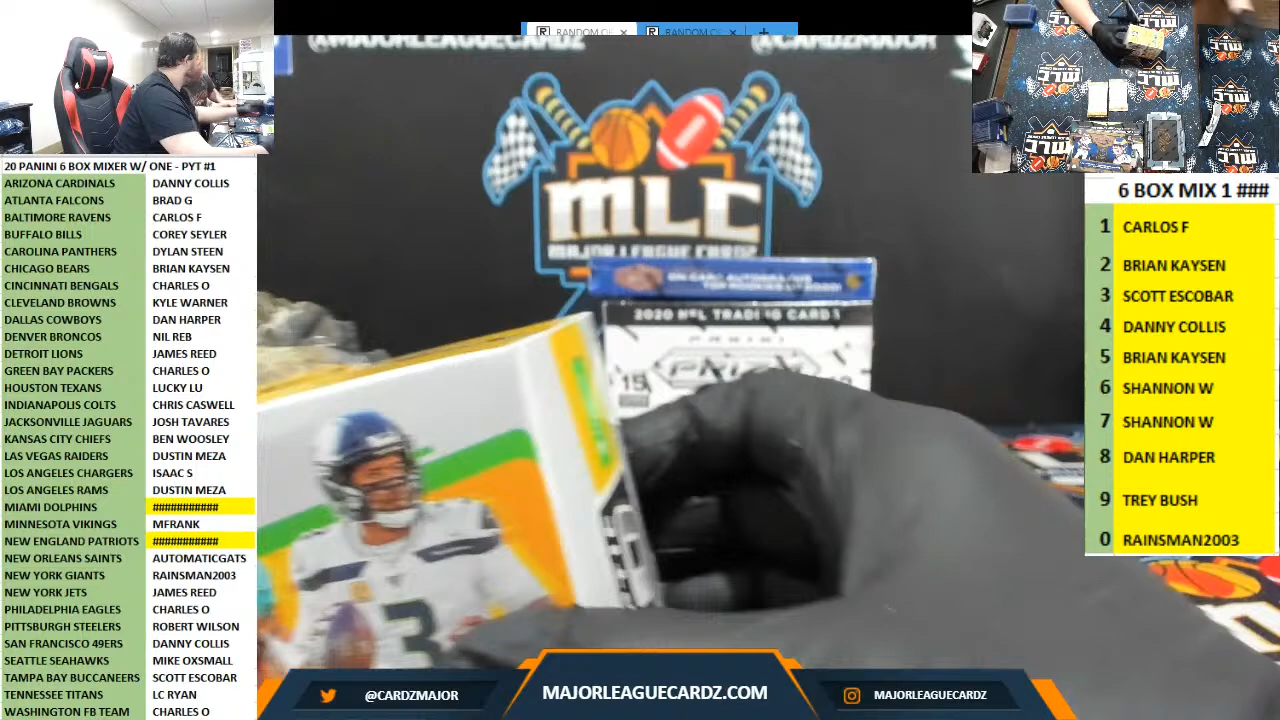 RANDOM.OR
RANDOM.OR
@MAJORLEAGUECARDZ
@CARDZMAJOR
MLC
MAJOR LEAGUE CARDZ
2020 NFL TRADING CARDS
PANINI
PRIZM
3
20 PANINI 6 BOX MIXER W/ ONE - PYT #1
ARIZONA CARDINALS DANNY COLLIS
ATLANTA FALCONS BRAD G
BALTIMORE RAVENS CARLOS F
BUFFALO BILLS COREY SEYLER
CAROLINA PANTHERS DYLAN STEEN
CHICAGO BEARS BRIAN KAYSEN
CINCINNATI BENGALS CHARLES O
CLEVELAND BROWNS KYLE WARNER
DALLAS COWBOYS DAN HARPER
DENVER BRONCOS NIL REB
DETROIT LIONS JAMES REED
GREEN BAY PACKERS CHARLES O
HOUSTON TEXANS LUCKY LU
INDIANAPOLIS COLTS CHRIS CASWELL
JACKSONVILLE JAGUARS JOSH TAVARES
KANSAS CITY CHIEFS BEN WOOSLEY
LAS VEGAS RAIDERS DUSTIN MEZA
LOS ANGELES CHARGERS ISAAC S
LOS ANGELES RAMS DUSTIN MEZA
MIAMI DOLPHINS ###########
MINNESOTA VIKINGS MFRANK
NEW ENGLAND PATRIOTS ###########
NEW ORLEANS SAINTS AUTOMATICGATS
NEW YORK GIANTS RAINSMAN2003
NEW YORK JETS JAMES REED
PHILADELPHIA EAGLES CHARLES O
PITTSBURGH STEELERS ROBERT WILSON
SAN FRANCISCO 49ERS DANNY COLLIS
SEATTLE SEAHAWKS MIKE OXSMALL
TAMPA BAY BUCCANEERS SCOTT ESCOBAR
TENNESSEE TITANS LC RYAN
WASHINGTON FB TEAM CHARLES O
6 BOX MIX 1 ###
1 CARLOS F
2 BRIAN KAYSEN
3 SCOTT ESCOBAR
4 DANNY COLLIS
5 BRIAN KAYSEN
6 SHANNON W
7 SHANNON W
8 DAN HARPER
9 TREY BUSH
0 RAINSMAN2003
@CARDZMAJOR
MAJORLEAGUECARDZ.COM
MAJORLEAGUECARDZ